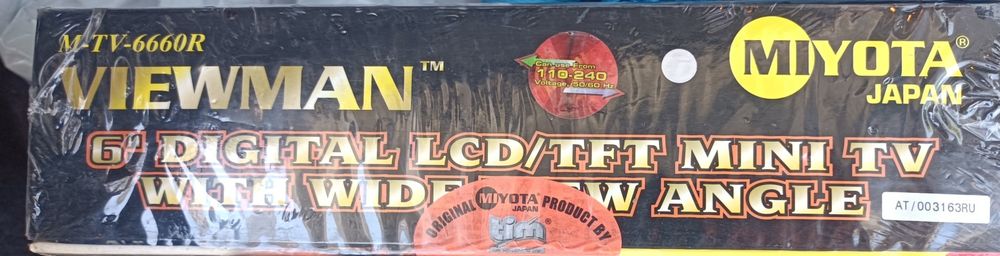 M-TV-6660R
VIEWMAN™
Can use From
110-240
Voltage, 50/60 Hz
MIYOTA®
JAPAN
6" DIGITAL LCD/TFT MINI TV
WITH WIDE VIEW ANGLE
ORIGINAL MIYOTA JAPAN PRODUCT BY
tim®
AT/003163RU